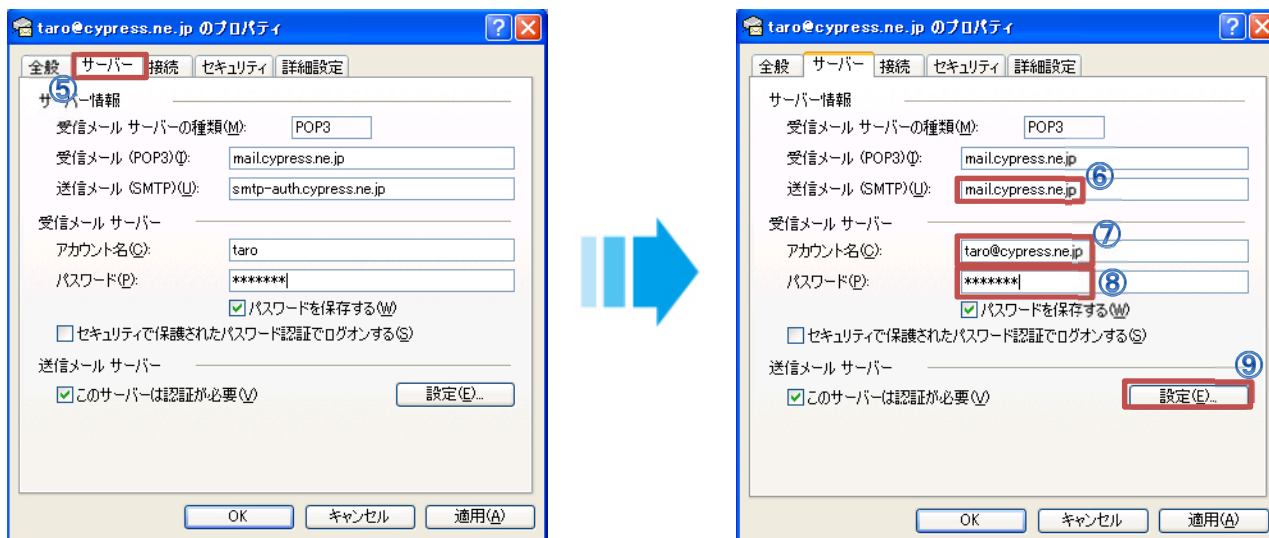 taro@cypress.ne.jp のプロパティ
全般 サーバー 接続 セキュリティ 詳細設定
⑤
サーバー情報
受信メール サーバーの種類(M): POP3
受信メール (POP3)(I): mail.cypress.ne.jp
送信メール (SMTP)(U): smtp-auth.cypress.ne.jp
受信メール サーバー
アカウント名(C): taro
パスワード(P): *******
パスワードを保存する(W)
セキュリティで保護されたパスワード認証でログオンする(S)
送信メール サーバー
このサーバーは認証が必要(V) 設定(E)...
OK キャンセル 適用(A)
taro@cypress.ne.jp のプロパティ
全般 サーバー 接続 セキュリティ 詳細設定
サーバー情報
受信メール サーバーの種類(M): POP3
受信メール (POP3)(I): mail.cypress.ne.jp
送信メール (SMTP)(U): mail.cypress.ne.jp ⑥
受信メール サーバー
アカウント名(C): taro@cypress.ne.jp ⑦
パスワード(P): ******* ⑧
パスワードを保存する(W)
セキュリティで保護されたパスワード認証でログオンする(S)
送信メール サーバー
このサーバーは認証が必要(V) 設定(E)... ⑨
OK キャンセル 適用(A)